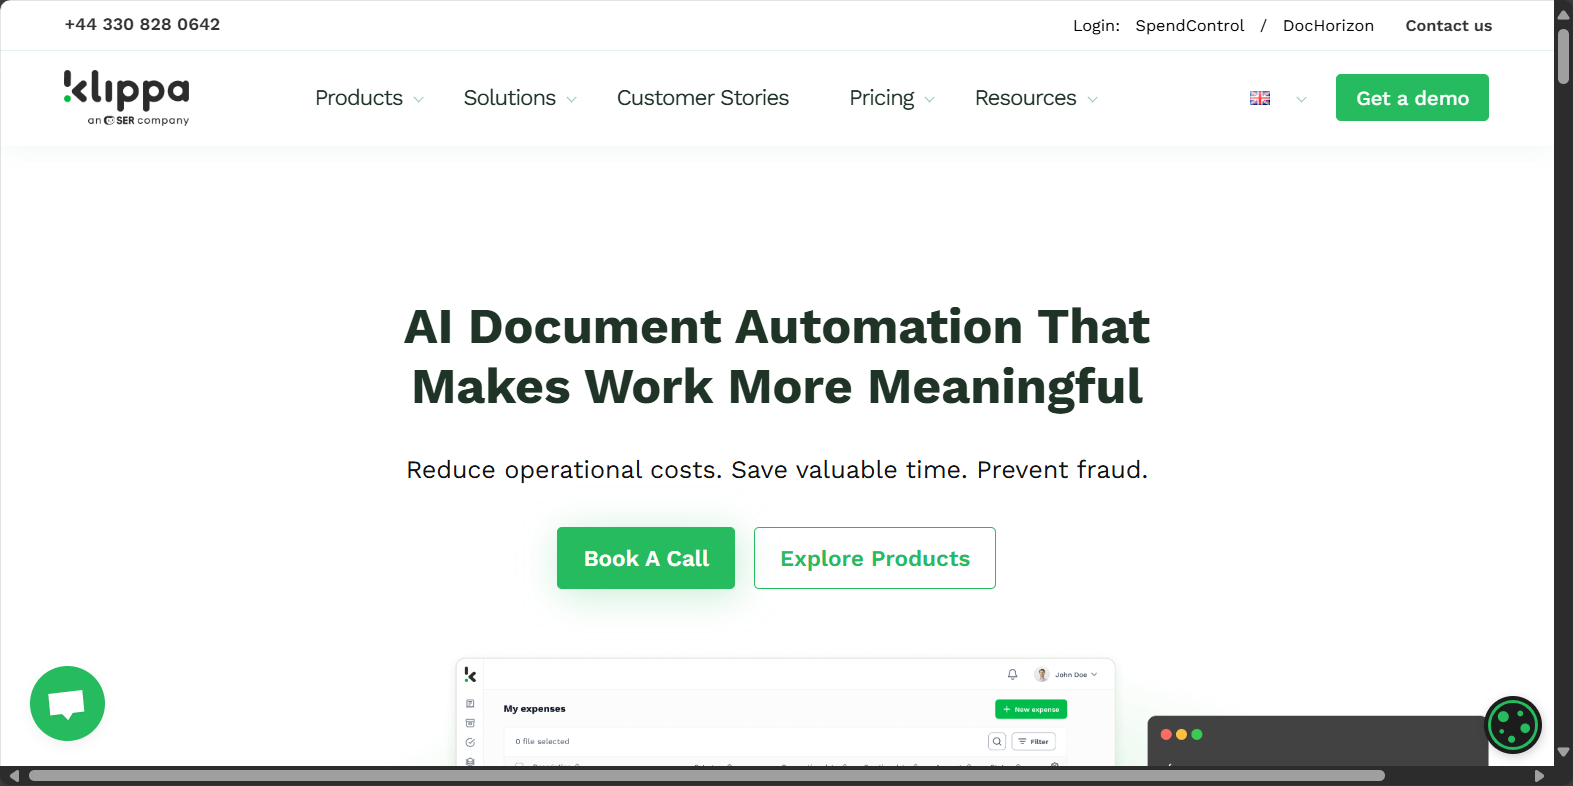 +44 330 828 0642
Login: SpendControl / DocHorizon Contact us
klippa
an SER company
Products Solutions Customer Stories Pricing Resources
Get a demo
AI Document Automation That
Makes Work More Meaningful
Reduce operational costs. Save valuable time. Prevent fraud.
Book A Call Explore Products
John Doe
My expenses
+ New expense
0 file selected
Filter